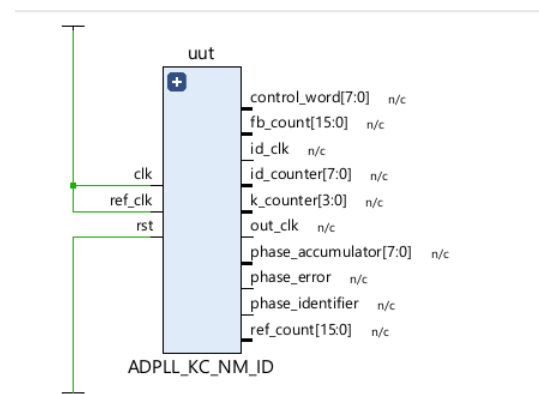 uut
control_word[7:0] n/c
fb_count[15:0] n/c
id_clk n/c
clk id_counter[7:0] n/c
ref_clk k_counter[3:0] n/c
rst out_clk n/c
phase_accumulator[7:0] n/c
phase_error n/c
phase_identifier n/c
ref_count[15:0] n/c
ADPLL_KC_NM_ID